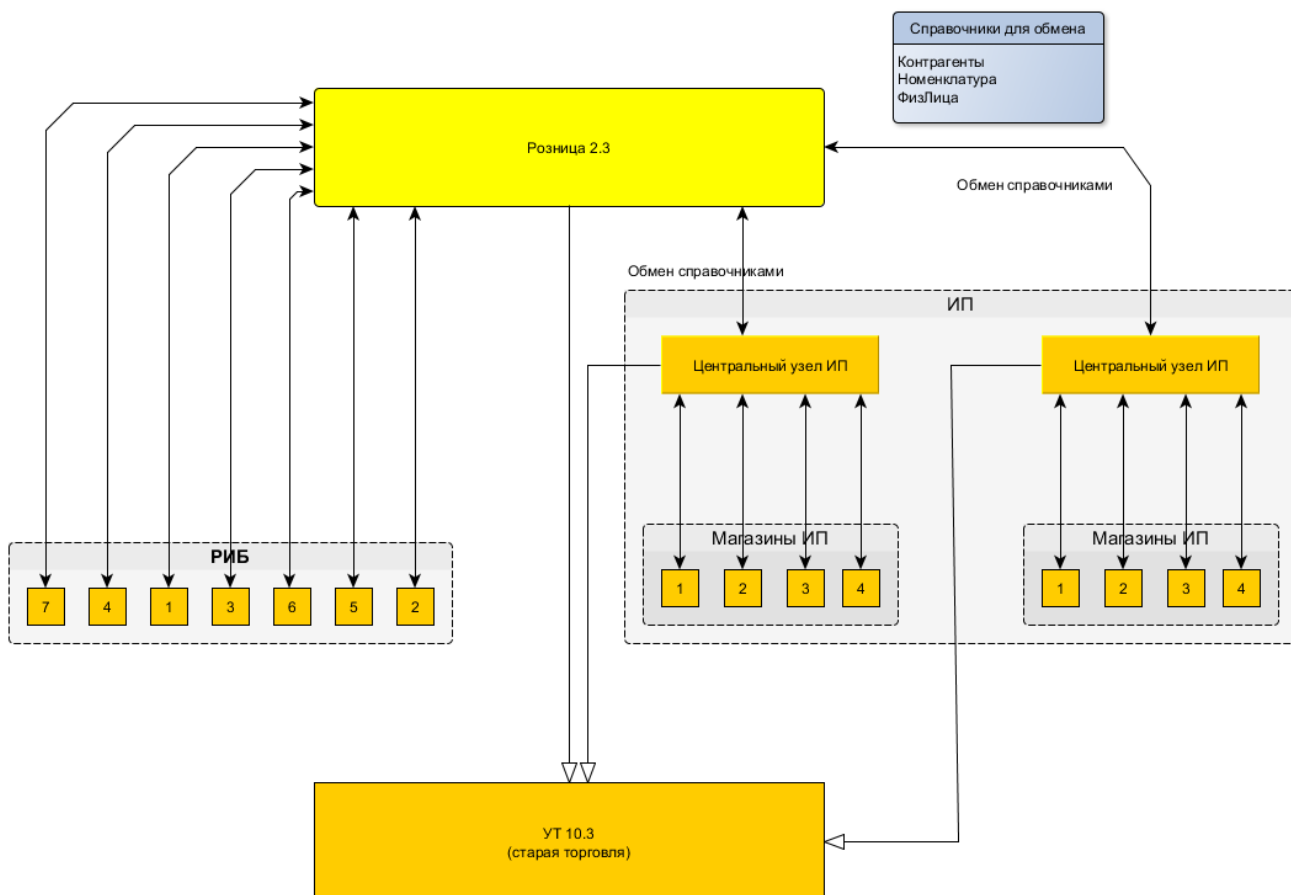 Справочники для обмена
Контрагенты
Номенклатура
ФизЛица
Розница 2.3
Обмен справочниками
Обмен справочниками
ИП
Центральный узел ИП
Центральный узел ИП
Магазины ИП
Магазины ИП
РИБ
1
2
3
4
1
2
3
4
7
4
1
3
6
5
2
УТ 10.3
(старая торговля)